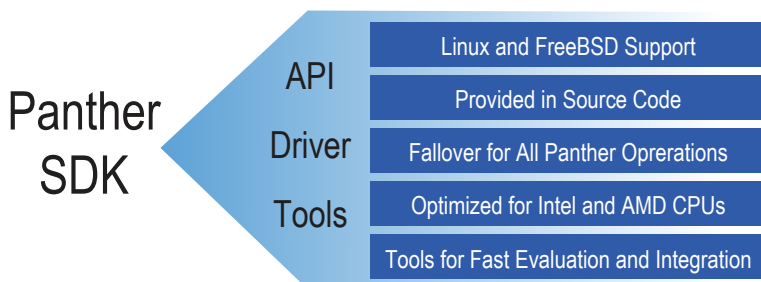 Panther
SDK
API
Driver
Tools
Linux and FreeBSD Support
Provided in Source Code
Fallover for All Panther Oprerations
Optimized for Intel and AMD CPUs
Tools for Fast Evaluation and Integration